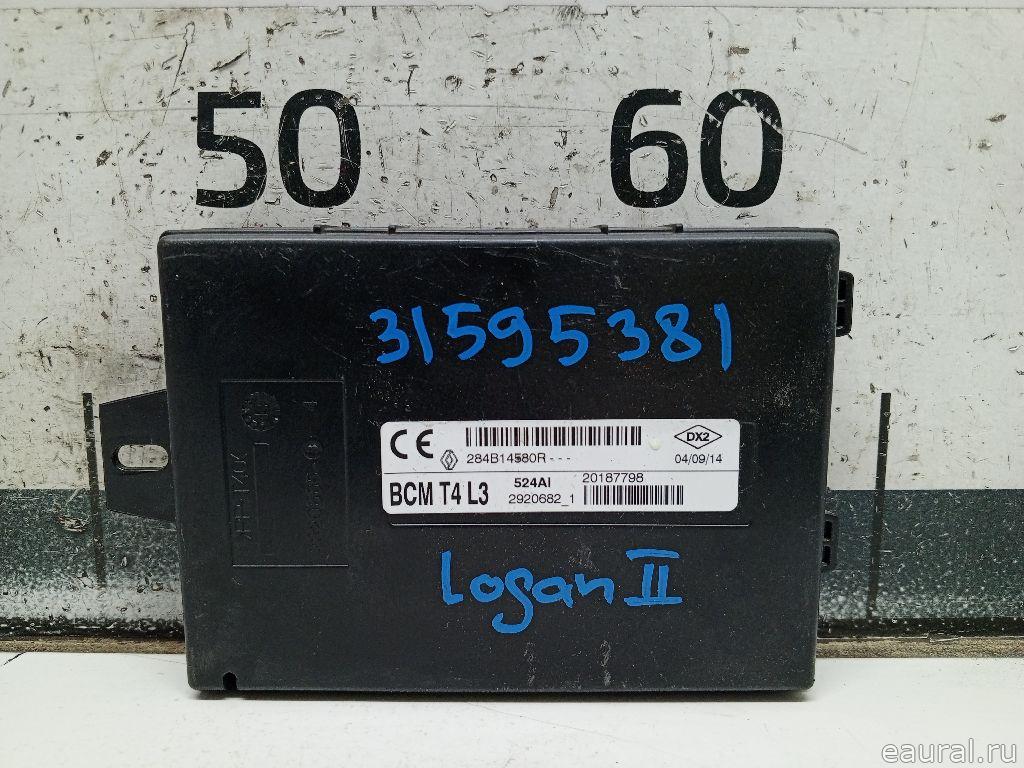 50 60
31595381
CE 284B14580R--- DX2 04/09/14
BCM T4 L3 524AI 20187798
2920682_1
Logan II
eaural.ru